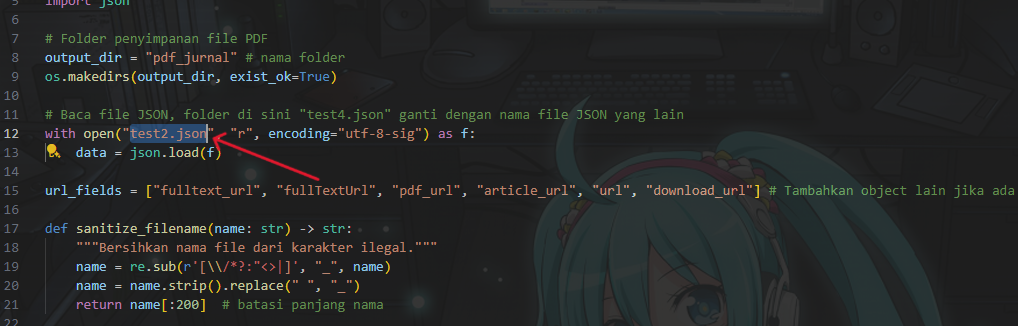 5 import json
6
7 # Folder penyimpanan file PDF
8 output_dir = "pdf_jurnal" # nama folder
9 os.makedirs(output_dir, exist_ok=True)
10
11 # Baca file JSON, folder di sini "test4.json" ganti dengan nama file JSON yang lain
12 with open("test2.json", "r", encoding="utf-8-sig") as f:
13 data = json.load(f)
14
15 url_fields = ["fulltext_url", "fullTextUrl", "pdf_url", "article_url", "url", "download_url"] # Tambahkan object lain jika ada
16
17 def sanitize_filename(name: str) -> str:
18 """Bersihkan nama file dari karakter ilegal."""
19 name = re.sub(r'[\\/*?:"<>|]', "_", name)
20 name = name.strip().replace(" ", "_")
21 return name[:200] # batasi panjang nama
22